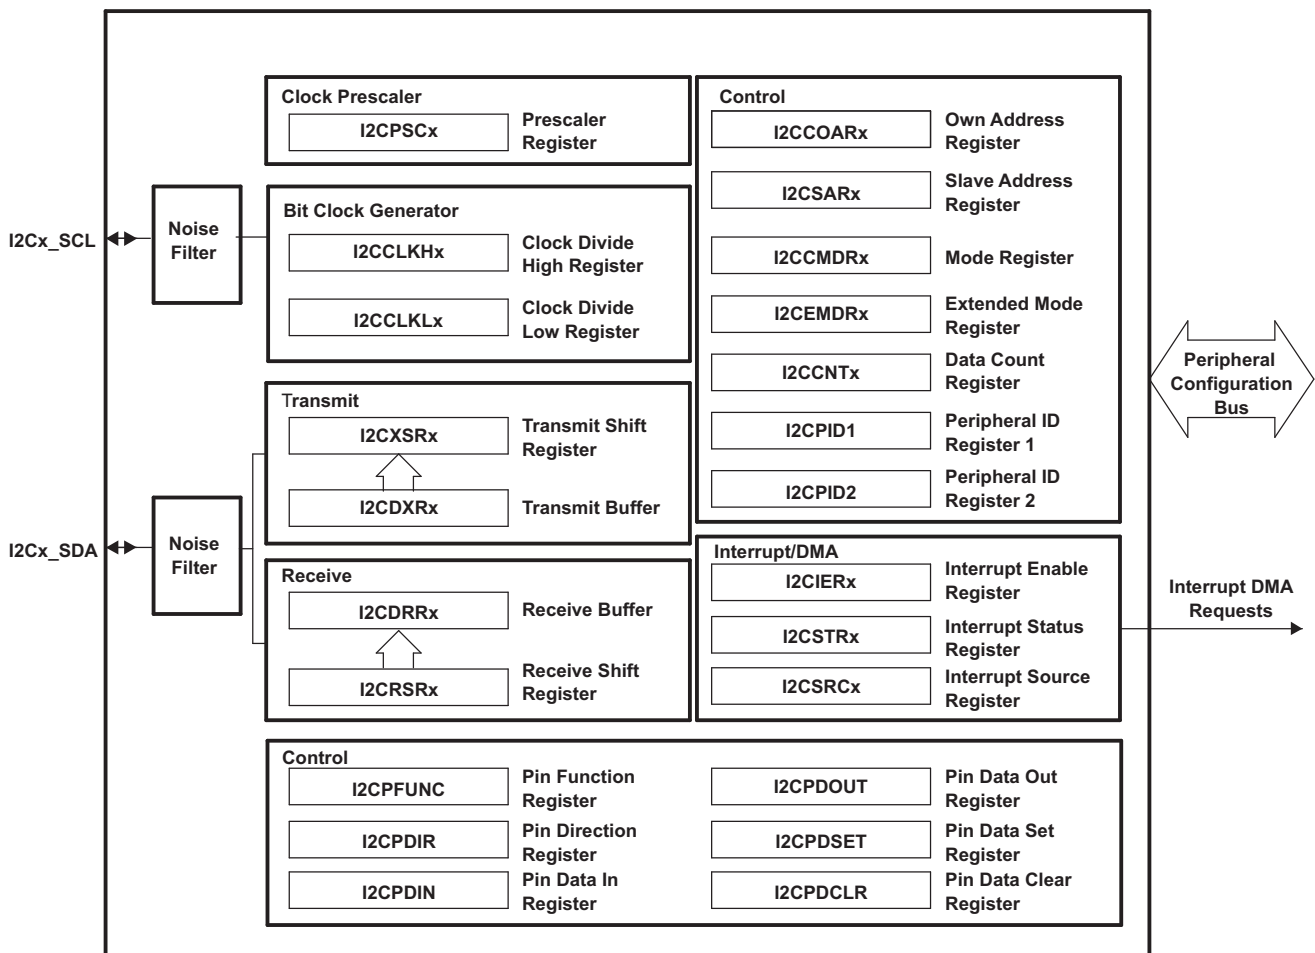 Clock Prescaler
I2CPSCx
Prescaler
Register
I2Cx_SCL
Noise
Filter
Bit Clock Generator
I2CCLKHx
Clock Divide
High Register
I2CCLKLx
Clock Divide
Low Register
Transmit
I2CXSRx
Transmit Shift
Register
I2CDXRx
Transmit Buffer
I2Cx_SDA
Noise
Filter
Receive
I2CDRRx
Receive Buffer
I2CRSRx
Receive Shift
Register
Control
I2CCOARx
Own Address
Register
I2CSARx
Slave Address
Register
I2CCMDRx
Mode Register
I2CEMDRx
Extended Mode
Register
I2CCNTx
Data Count
Register
I2CPID1
Peripheral ID
Register 1
I2CPID2
Peripheral ID
Register 2
Peripheral
Configuration
Bus
Interrupt/DMA
I2CIERx
Interrupt Enable
Register
I2CSTRx
Interrupt Status
Register
I2CSRCx
Interrupt Source
Register
Interrupt DMA
Requests
Control
I2CPFUNC
Pin Function
Register
I2CPDIR
Pin Direction
Register
I2CPDIN
Pin Data In
Register
I2CPDOUT
Pin Data Out
Register
I2CPDSET
Pin Data Set
Register
I2CPDCLR
Pin Data Clear
Register